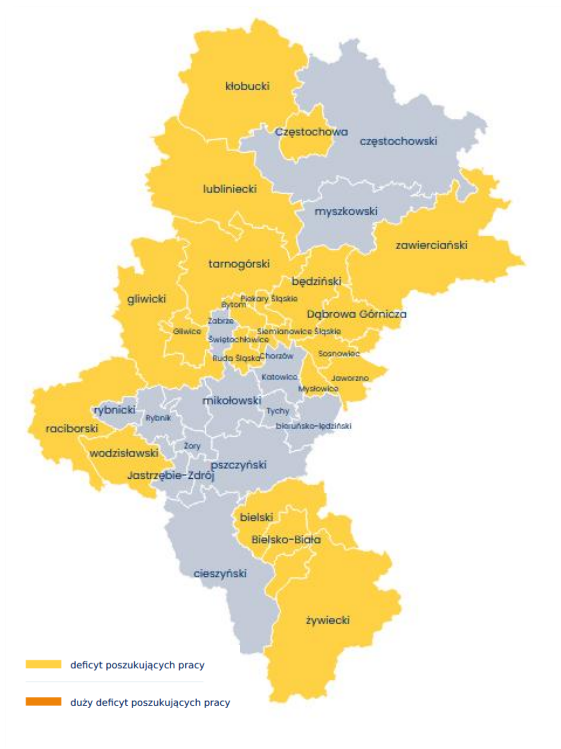 kłobucki
Częstochowa
częstochowski
lubliniecki
myszkowski
zawierciański
tarnogórski
będziński
gliwicki
Piekary Śląskie
Bytom
Dąbrowa Górnicza
Zabrze
Gliwice
Siemianowice Śląskie
Świętochłowice
Ruda Śląska
Chorzów
Sosnowiec
Katowice
Jaworzno
Mysłowice
mikołowski
rybnicki
Rybnik
Tychy
bieruńsko-lędziński
raciborski
Żory
wodzisławski
pszczyński
Jastrzębie-Zdrój
bielski
Bielsko-Biała
cieszyński
żywiecki
deficyt poszukujących pracy
duży deficyt poszukujących pracy